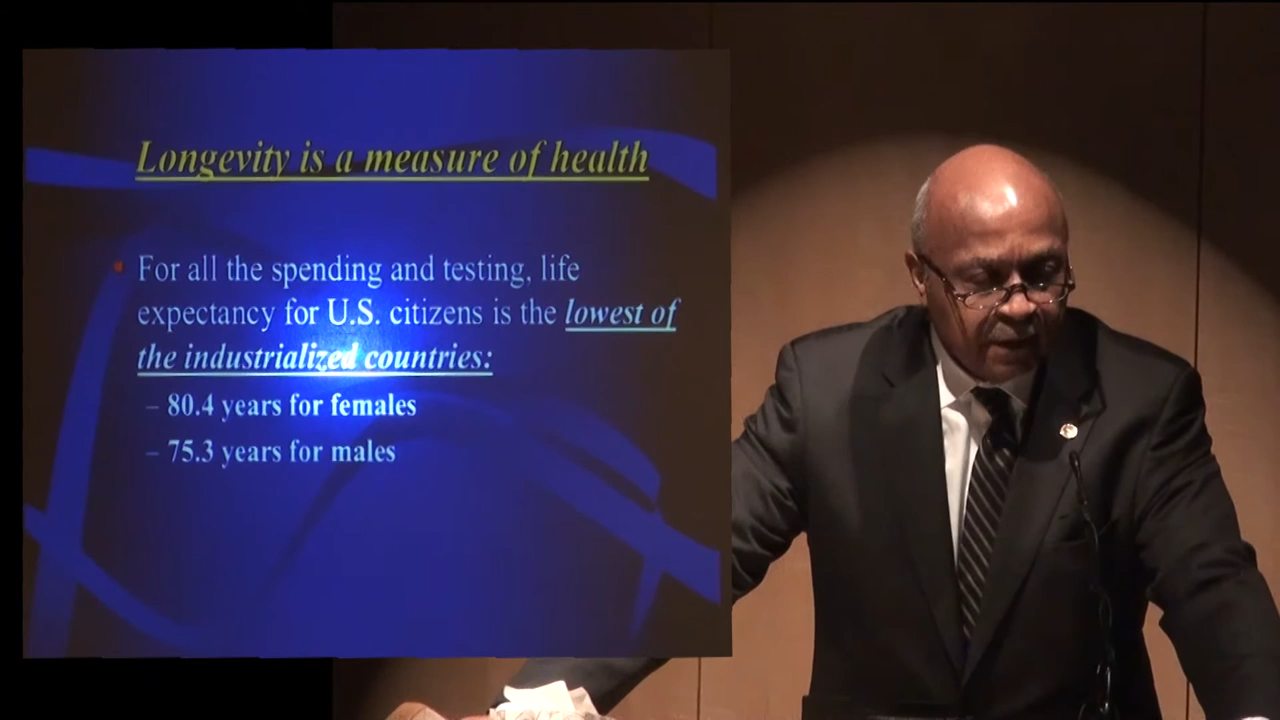 Longevity is a measure of health
For all the spending and testing, life
expectancy for U.S. citizens is the lowest of
the industrialized countries:
– 80.4 years for females
– 75.3 years for males